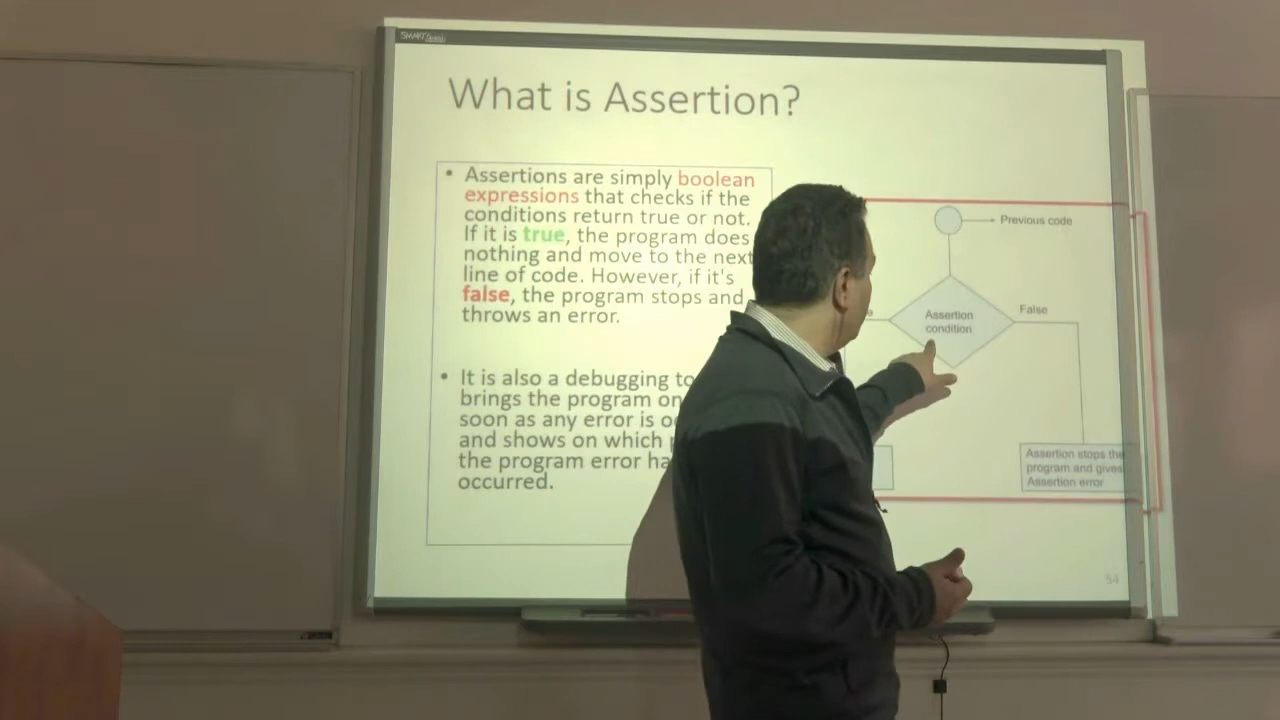 SMART
What is Assertion?
• Assertions are simply boolean
expressions that checks if the
conditions return true or not.
If it is true, the program does
nothing and move to the next
line of code. However, if it's
false, the program stops and
throws an error.
• It is also a debugging
brings the program
soon as any error is
and shows on which
the program error
occurred.
Previous code
Assertion
condition
False
Assertion stops the
program and gives
Assertion error
54